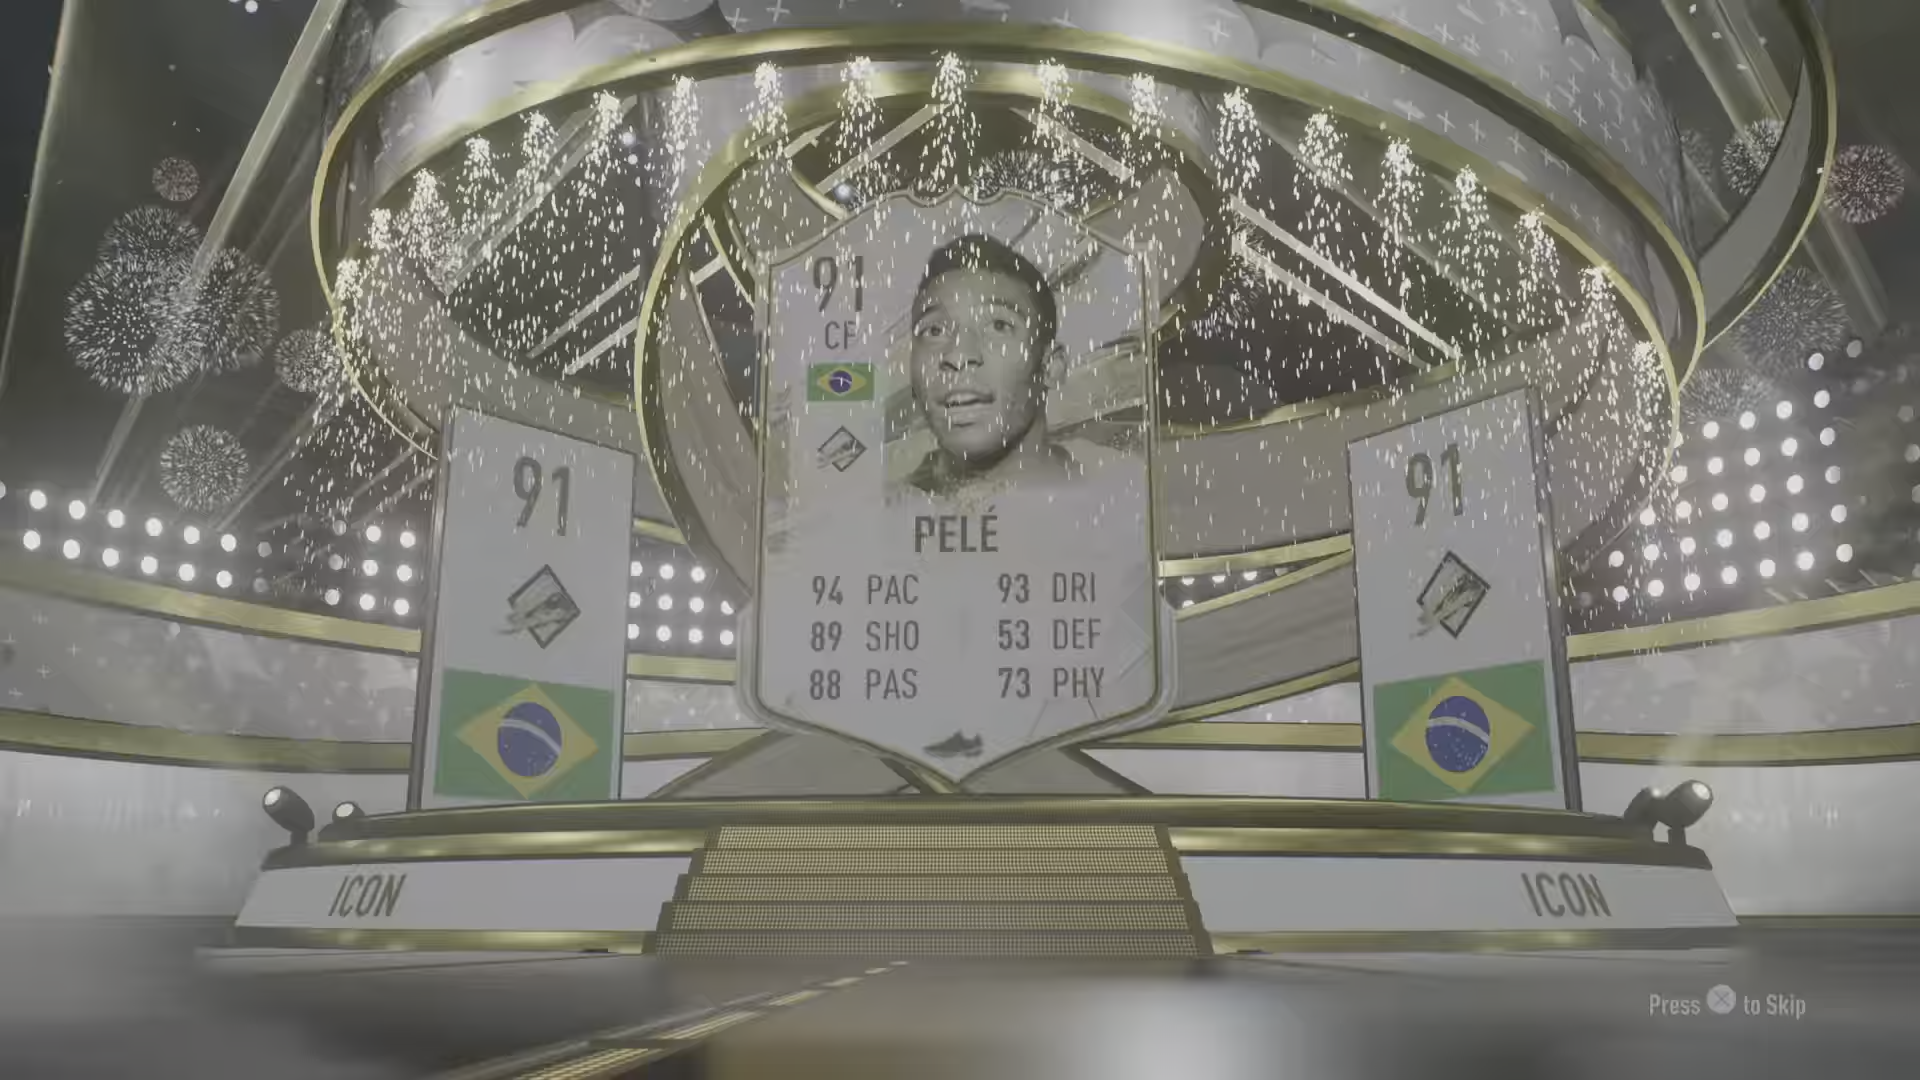 91
CF
PELÉ
94 PAC 93 DRI
89 SHO 53 DEF
88 PAS 73 PHY
91
91
ICON
ICON
Press to Skip